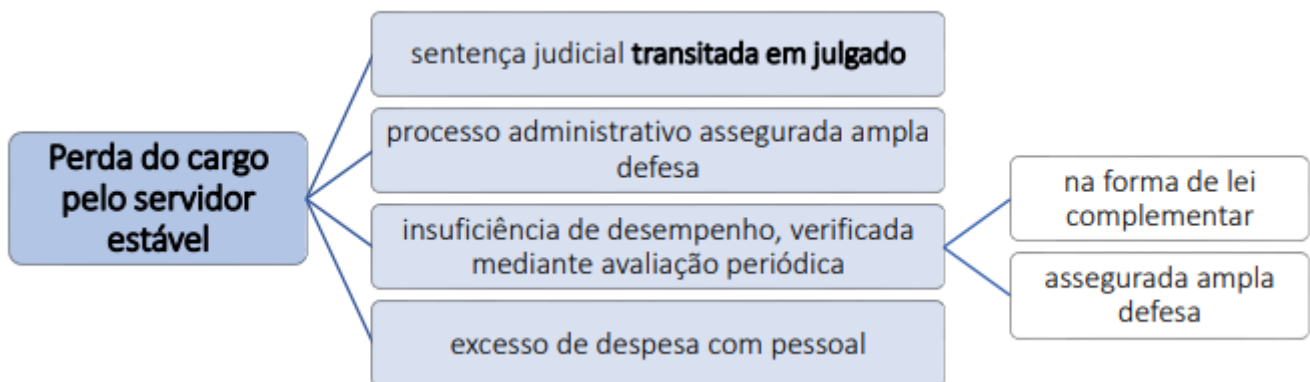 Perda do cargo
pelo servidor
estável
sentença judicial transitada em julgado
processo administrativo assegurada ampla
defesa
insuficiência de desempenho, verificada
mediante avaliação periódica
excesso de despesa com pessoal
na forma de lei
complementar
assegurada ampla
defesa